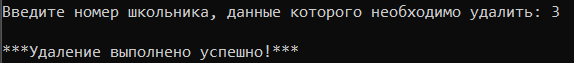 Введите номер школьника, данные которого необходимо удалить: 3
***Удаление выполнено успешно!***